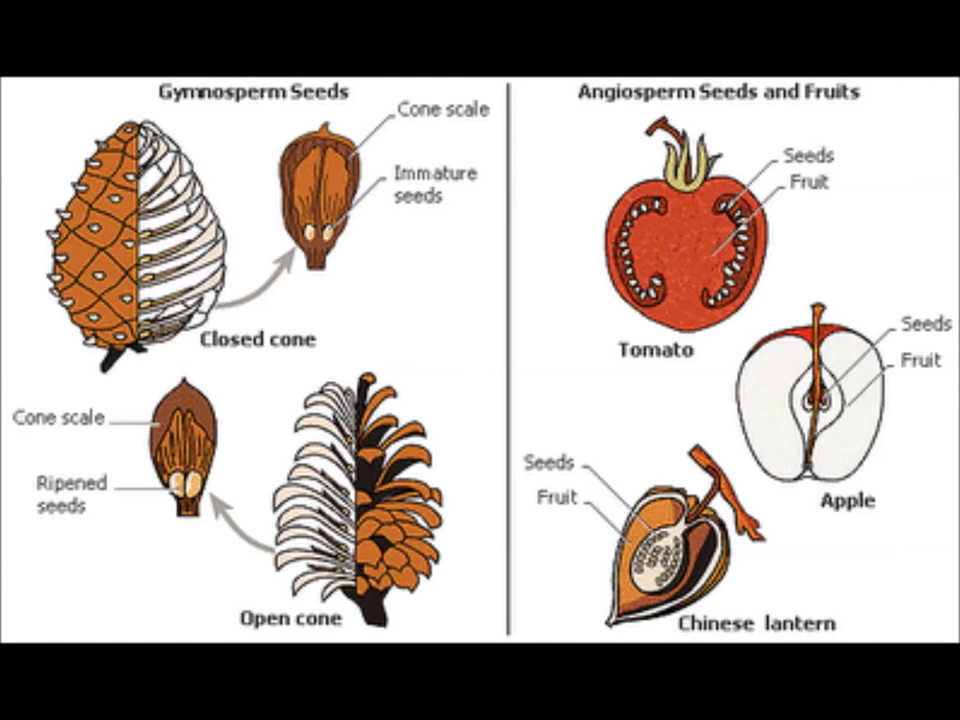 Gymnosperm Seeds
Cone scale
Immature
seeds
Closed cone
Cone scale
Ripened
seeds
Open cone
Angiosperm Seeds and Fruits
Seeds
Fruit
Tomato
Seeds
Fruit
Apple
Seeds
Fruit
Chinese lantern